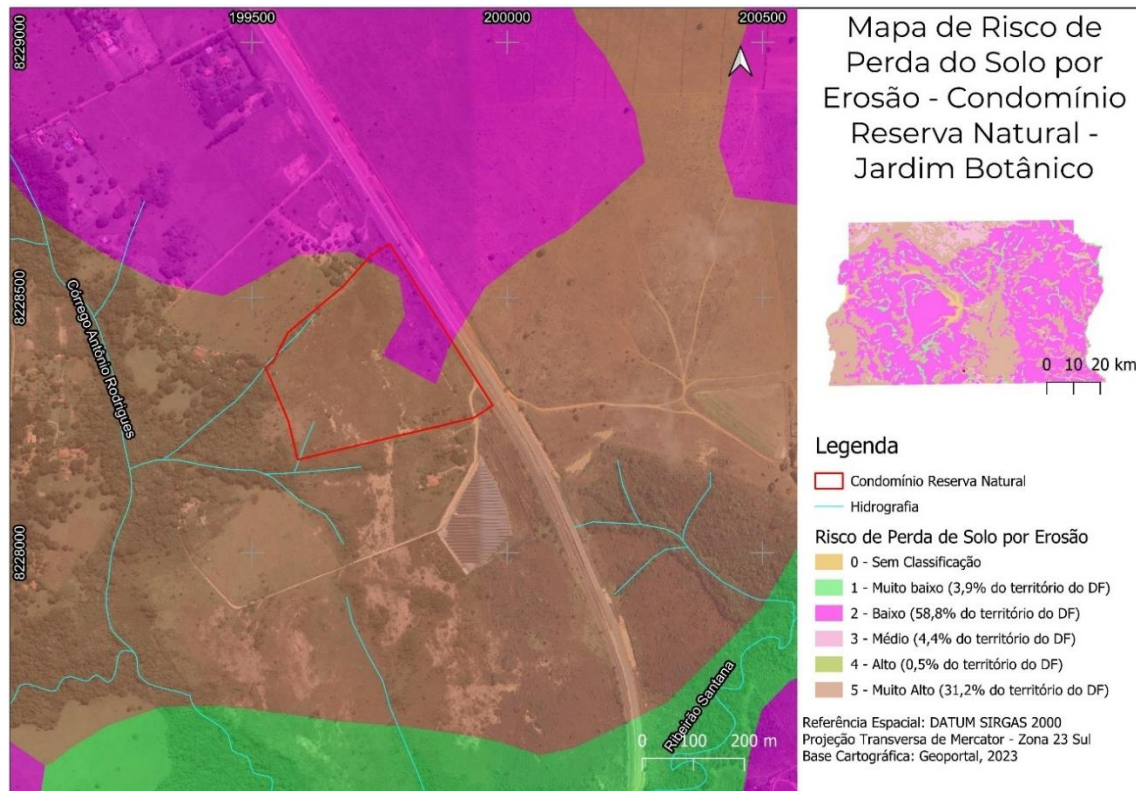 199500
200000
200500
8229000
8228500
8228000
Córrego Antônio Rodrigues
Ribeirão Santana
0 100 200 m
Mapa de Risco de
Perda do Solo por
Erosão - Condomínio
Reserva Natural -
Jardim Botânico
0 10 20 km
Legenda
Condomínio Reserva Natural
Hidrografia
Risco de Perda de Solo por Erosão
0 - Sem Classificação
1 - Muito baixo (3,9% do território do DF)
2 - Baixo (58,8% do território do DF)
3 - Médio (4,4% do território do DF)
4 - Alto (0,5% do território do DF)
5 - Muito Alto (31,2% do território do DF)
Referência Espacial: DATUM SIRGAS 2000
Projeção Transversa de Mercator - Zona 23 Sul
Base Cartográfica: Geoportal, 2023